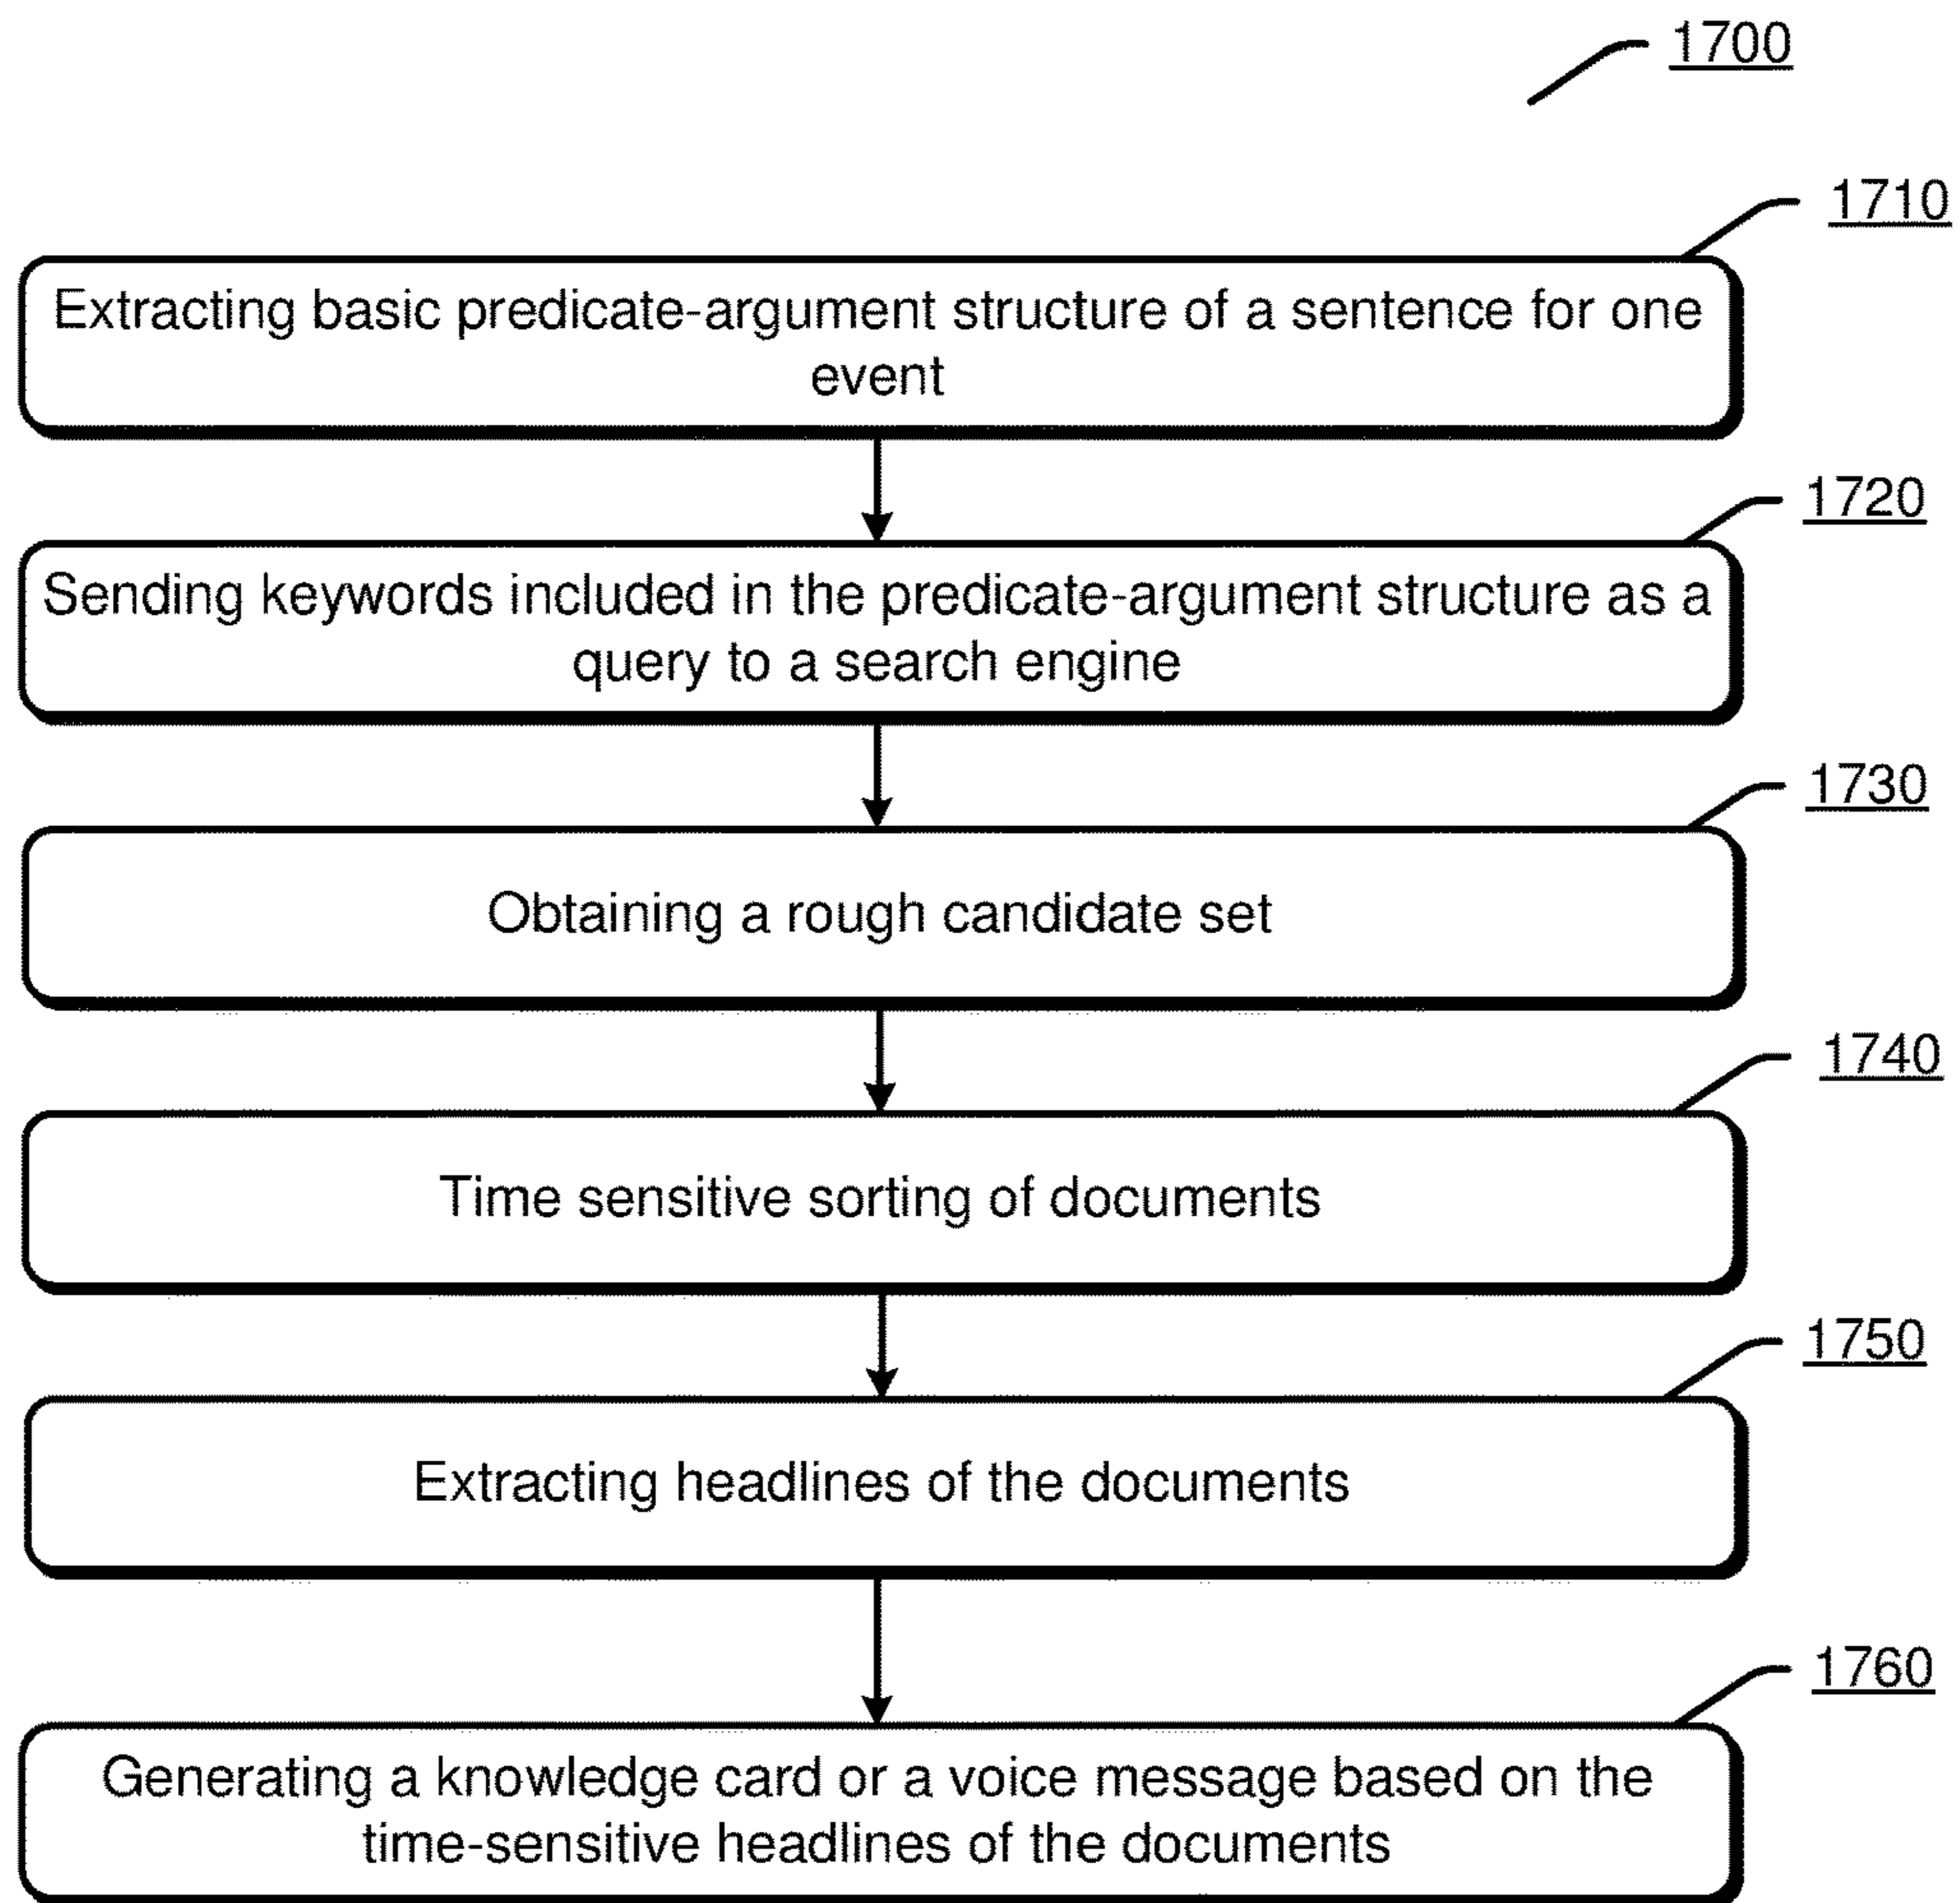 1700
1710
Extracting basic predicate-argument structure of a sentence for one
event
1720
Sending keywords included in the predicate-argument structure as a
query to a search engine
1730
Obtaining a rough candidate set
1740
Time sensitive sorting of documents
1750
Extracting headlines of the documents
1760
Generating a knowledge card or a voice message based on the
time-sensitive headlines of the documents